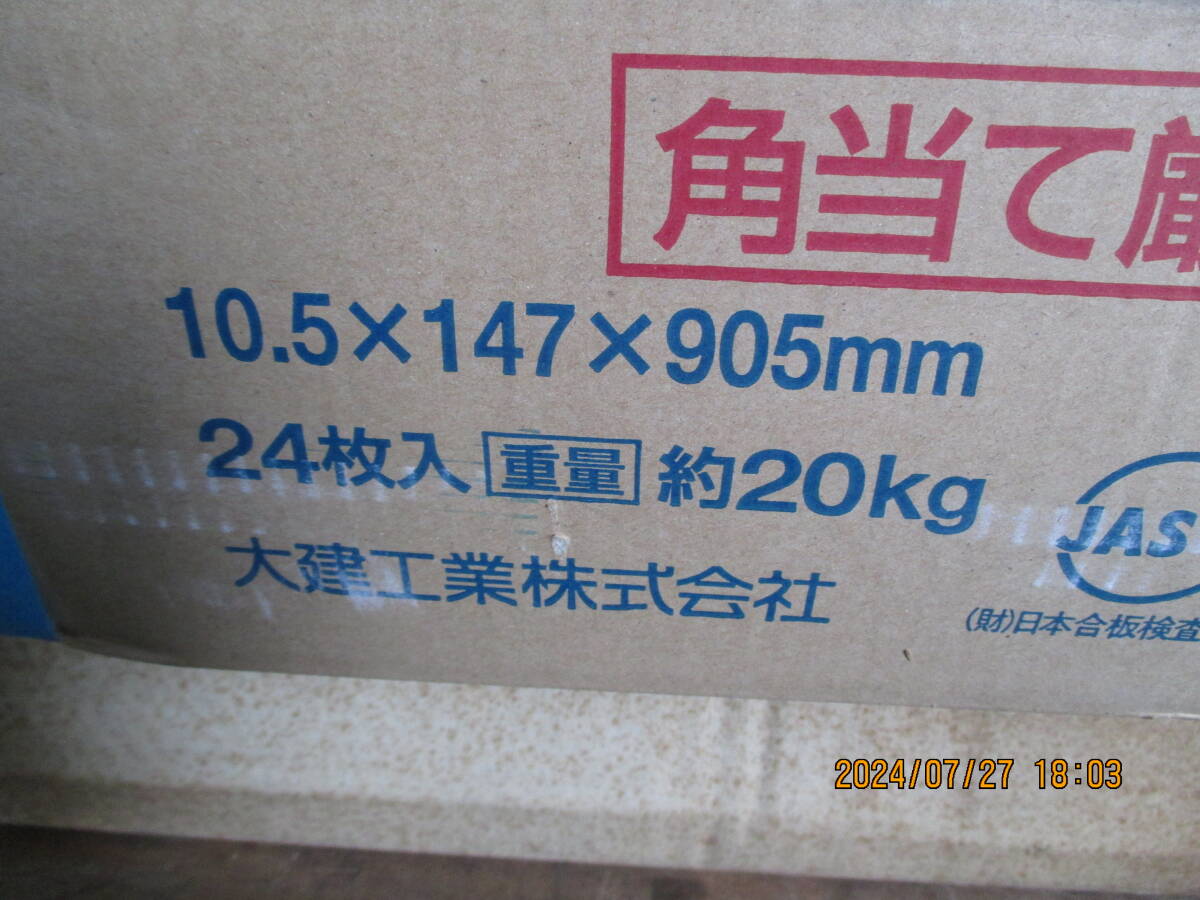 角当て厳
10.5×147×905mm
24枚入 重量 約20kg
大建工業株式会社
JAS
(財)日本合板検査
2024/07/27 18:03